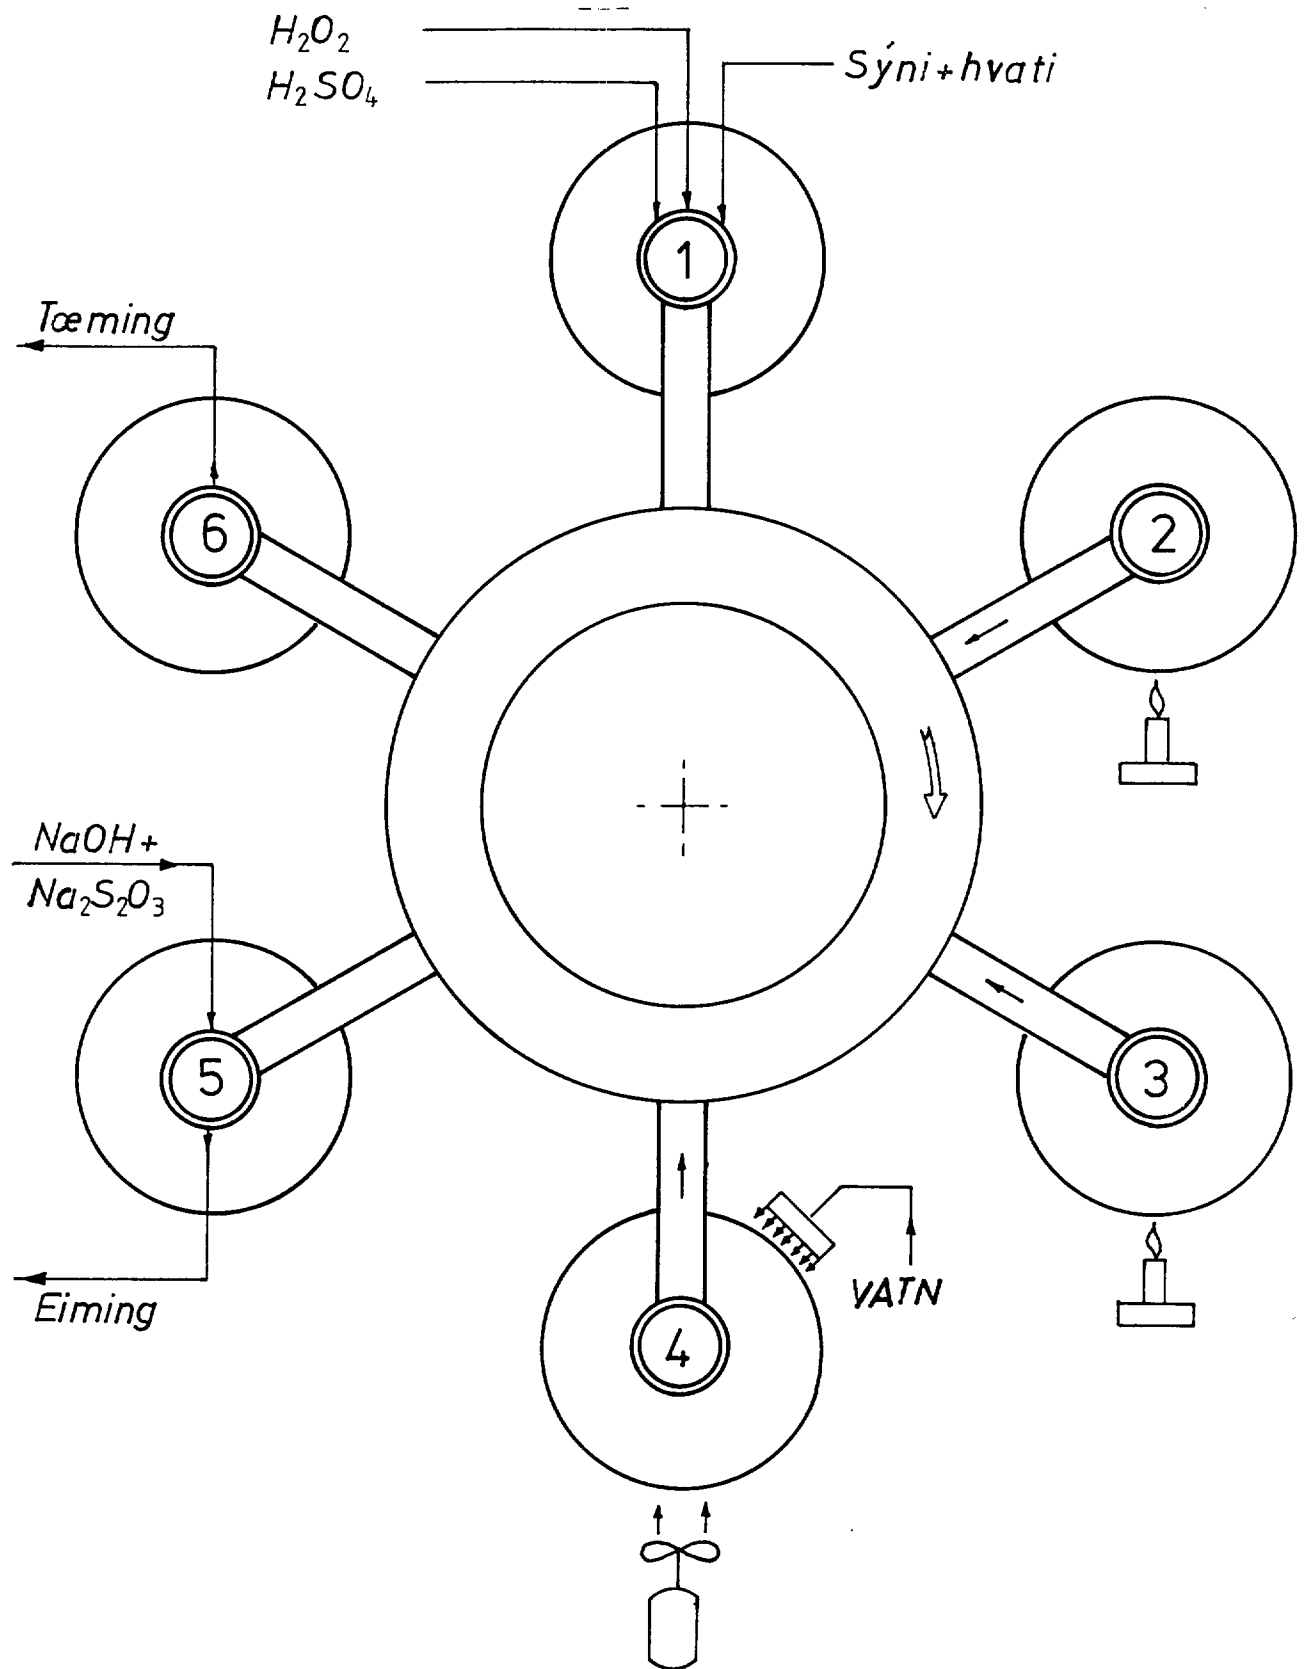 H₂O₂
H₂SO₄
Sýni+hvati
1
Tæming
6
2
NaOH+
Na₂S₂O₃
5
3
Eiming
VATN
4